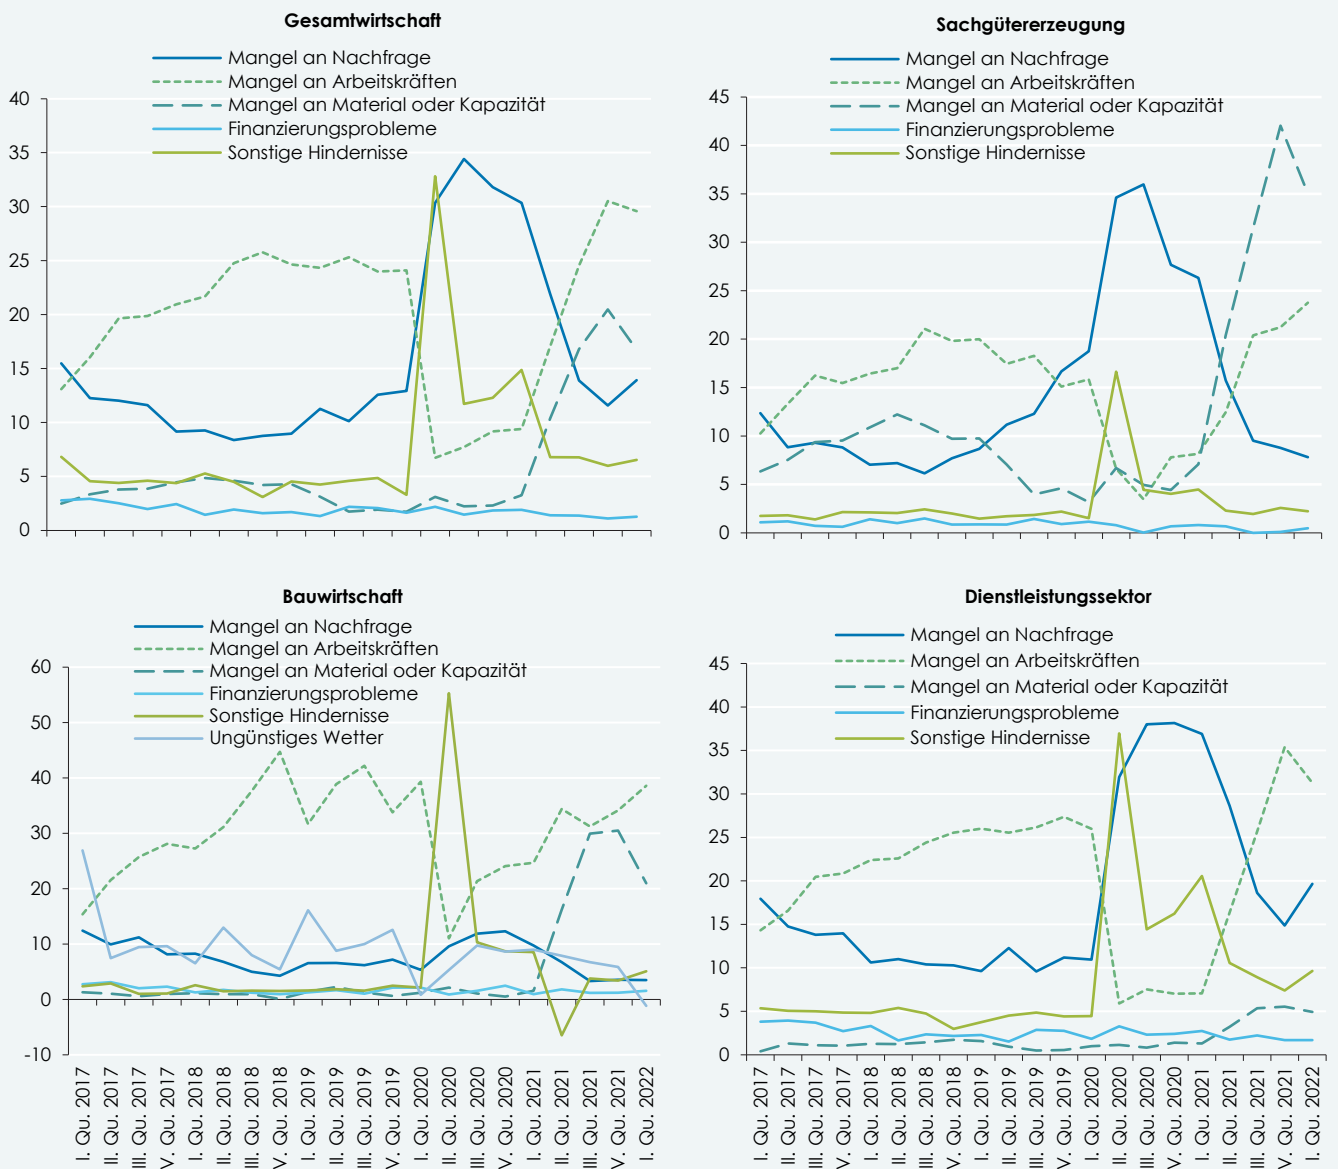 Gesamtwirtschaft
Mangel an Nachfrage
Mangel an Arbeitskräften
Mangel an Material oder Kapazität
Finanzierungsprobleme
Sonstige Hindernisse
40
35
30
25
20
15
10
5
0
Sachgütererzeugung
Mangel an Nachfrage
Mangel an Arbeitskräften
Mangel an Material oder Kapazität
Finanzierungsprobleme
Sonstige Hindernisse
45
40
35
30
25
20
15
10
5
0
Bauwirtschaft
Mangel an Nachfrage
Mangel an Arbeitskräften
Mangel an Material oder Kapazität
Finanzierungsprobleme
Sonstige Hindernisse
Ungünstiges Wetter
60
50
40
30
20
10
0
-10
I. Qu. 2017
II. Qu. 2017
III. Qu. 2017
V. Qu. 2017
I. Qu. 2018
II. Qu. 2018
III. Qu. 2018
V. Qu. 2018
I. Qu. 2019
II. Qu. 2019
III. Qu. 2019
V. Qu. 2019
I. Qu. 2020
II. Qu. 2020
III. Qu. 2020
V. Qu. 2020
I. Qu. 2021
II. Qu. 2021
III. Qu. 2021
V. Qu. 2021
I. Qu. 2022
Dienstleistungssektor
Mangel an Nachfrage
Mangel an Arbeitskräften
Mangel an Material oder Kapazität
Finanzierungsprobleme
Sonstige Hindernisse
45
40
35
30
25
20
15
10
5
0
I. Qu. 2017
II. Qu. 2017
III. Qu. 2017
V. Qu. 2017
I. Qu. 2018
II. Qu. 2018
III. Qu. 2018
V. Qu. 2018
I. Qu. 2019
II. Qu. 2019
III. Qu. 2019
V. Qu. 2019
I. Qu. 2020
II. Qu. 2020
III. Qu. 2020
V. Qu. 2020
I. Qu. 2021
II. Qu. 2021
III. Qu. 2021
V. Qu. 2021
I. Qu. 2022